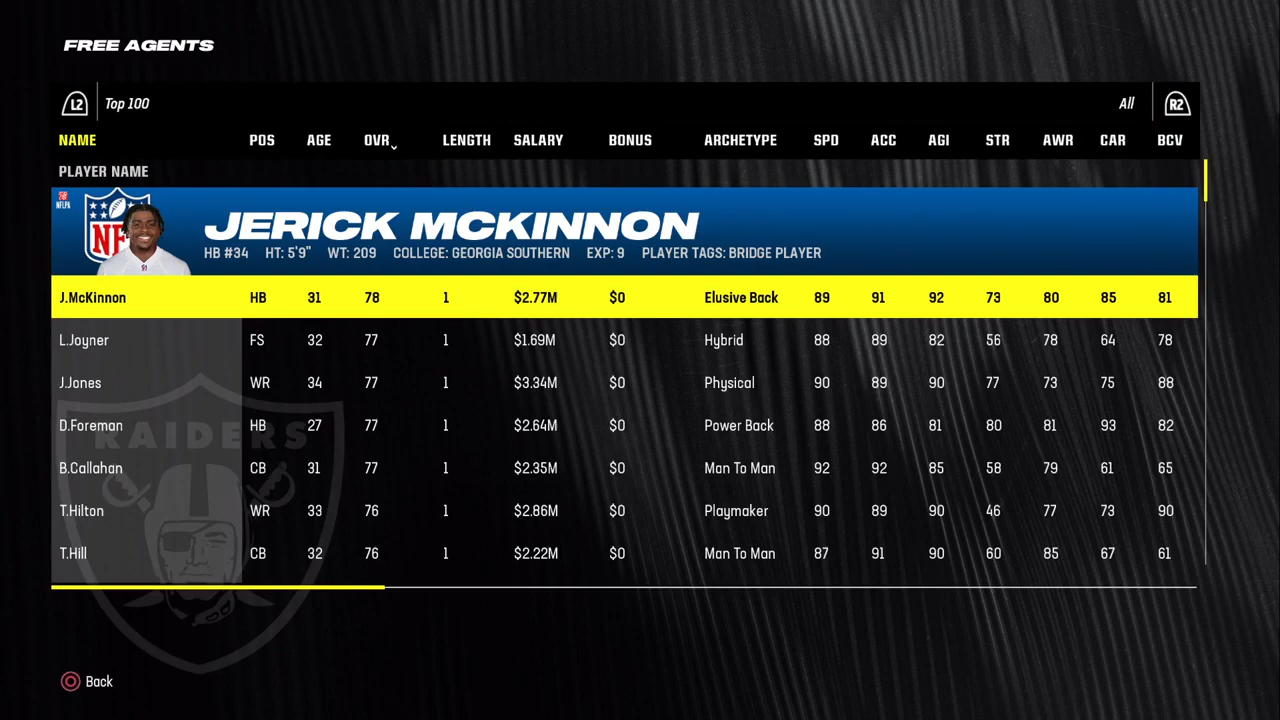 FREE AGENTS
L2 Top 100 All R2
NAME POS AGE OVR LENGTH SALARY BONUS ARCHETYPE SPD ACC AGI STR AWR CAR BCV
PLAYER NAME
NFLPA
NFL
JERICK MCKINNON
HB #34 HT: 5'9" WT: 209 COLLEGE: GEORGIA SOUTHERN EXP: 9 PLAYER TAGS: BRIDGE PLAYER
J.McKinnon HB 31 78 1 $2.77M $0 Elusive Back 89 91 92 73 80 85 81
L.Joyner FS 32 77 1 $1.69M $0 Hybrid 88 89 82 56 78 64 78
J.Jones WR 34 77 1 $3.34M $0 Physical 90 89 90 77 73 75 88
D.Foreman HB 27 77 1 $2.64M $0 Power Back 88 86 81 80 81 93 82
RAIDERS
B.Callahan CB 31 77 1 $2.35M $0 Man To Man 92 92 85 58 79 61 65
T.Hilton WR 33 76 1 $2.86M $0 Playmaker 90 89 90 46 77 73 90
T.Hill CB 32 76 1 $2.22M $0 Man To Man 87 91 90 60 85 67 61
Back